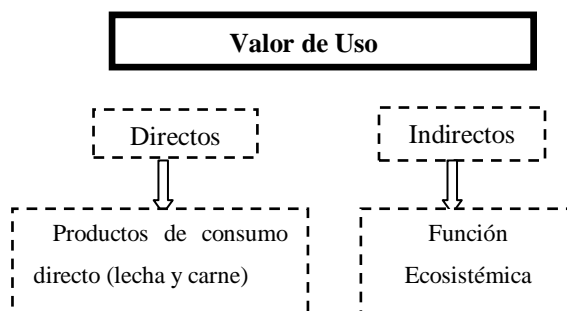 Valor de Uso
Directos
Indirectos
Productos de consumo
directo (lecha y carne)
Función
Ecosistémica